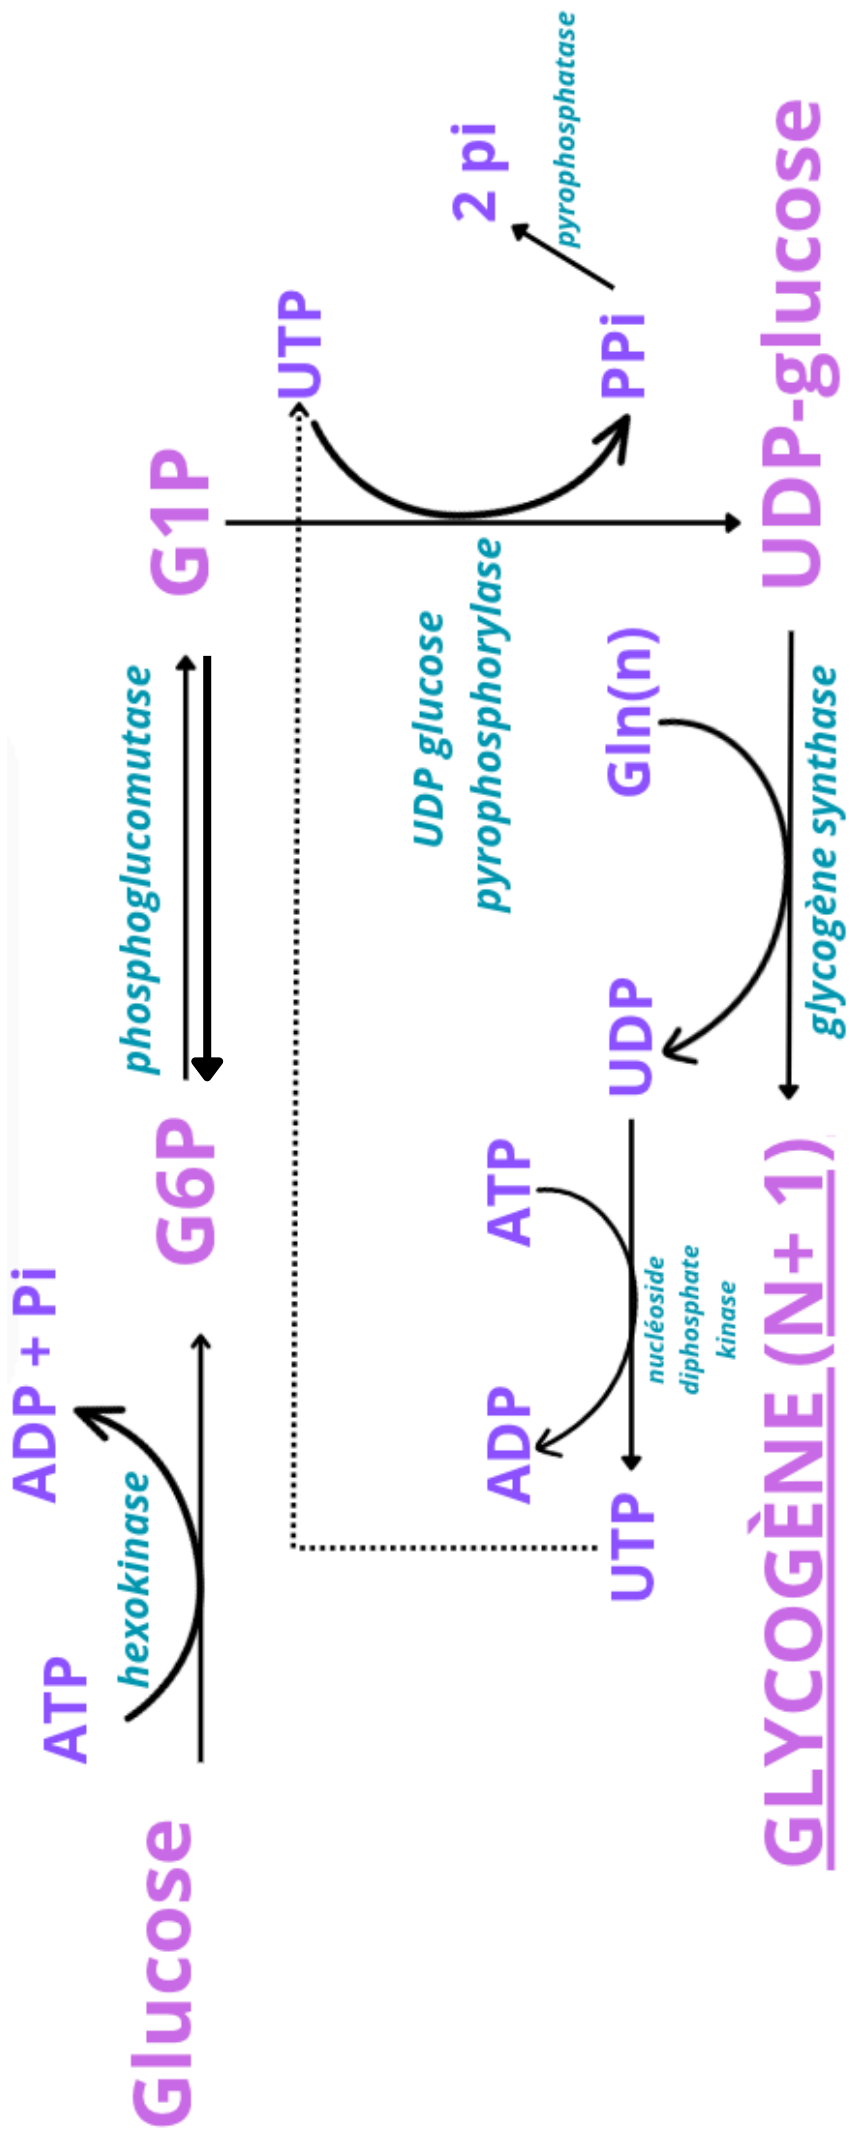 ATP
ADP + Pi
hexokinase
Glucose
G6P
phosphoglucomutase
G1P
UTP
UDP glucose
pyrophosphorylase
2 pi
pyrophosphatase
PPi
ADP
ATP
UTP
nucléoside
diphosphate
kinase
UDP
Gln(n)
GLYCOGÈNE (N+ 1)
glycogène synthase
UDP-glucose